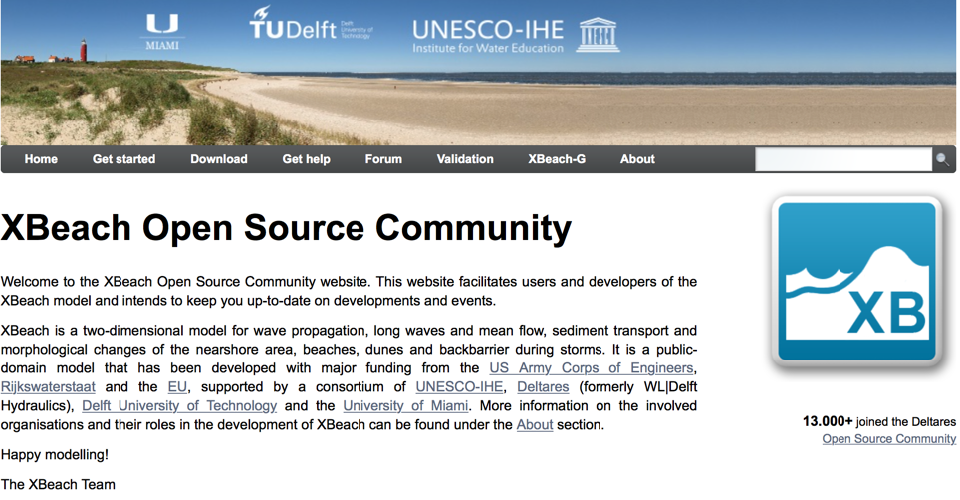 U
MIAMI
TUDelft
Delft
University of
Technology
UNESCO-IHE
Institute for Water Education
Home Get started Download Get help Forum Validation XBeach-G About
XBeach Open Source Community
Welcome to the XBeach Open Source Community website. This website facilitates users and developers of the
XBeach model and intends to keep you up-to-date on developments and events.
XBeach is a two-dimensional model for wave propagation, long waves and mean flow, sediment transport and
morphological changes of the nearshore area, beaches, dunes and backbarrier during storms. It is a public-
domain model that has been developed with major funding from the US Army Corps of Engineers,
Rijkswaterstaat and the EU, supported by a consortium of UNESCO-IHE, Deltares (formerly WL|Delft
Hydraulics), Delft University of Technology and the University of Miami. More information on the involved
organisations and their roles in the development of XBeach can be found under the About section.
Happy modelling!
The XBeach Team
XB
13.000+ joined the Deltares
Open Source Community